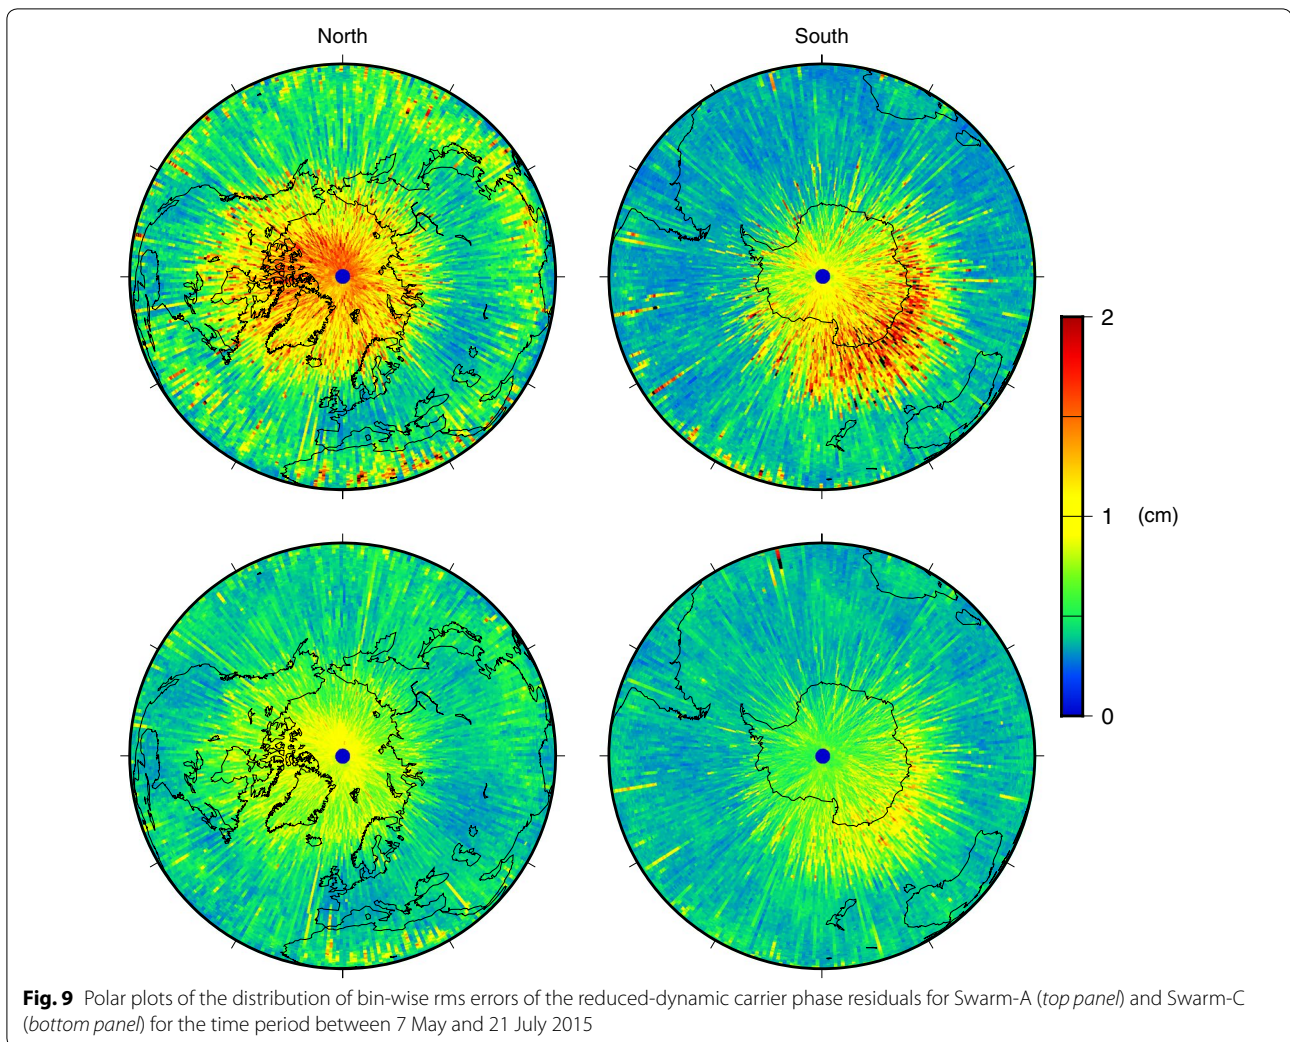 North
South
2
1
(cm)
0
Fig. 9 Polar plots of the distribution of bin-wise rms errors of the reduced-dynamic carrier phase residuals for Swarm-A (top panel) and Swarm-C
(bottom panel) for the time period between 7 May and 21 July 2015